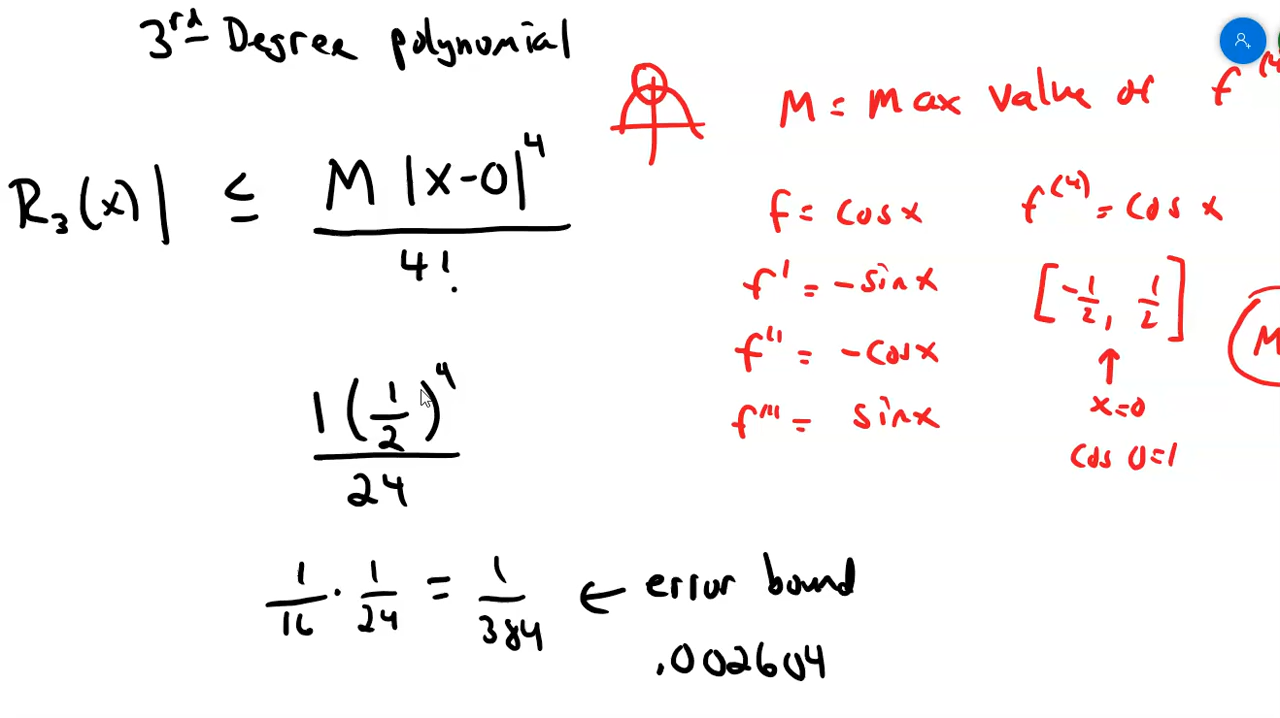 3rd Degree polynomial
M = max value of f^(4
R₃(x)| ≤ M |x-0|^4 / 4!
f = cos x
f^(4) = cos x
f' = -sin x
[-1/2, 1/2]
f'' = -cos x
M
f''' = sin x
x=0
cos 0=1
1(1/2)^4 / 24
1/16 · 1/24 = 1/384 ← error bound
.002604